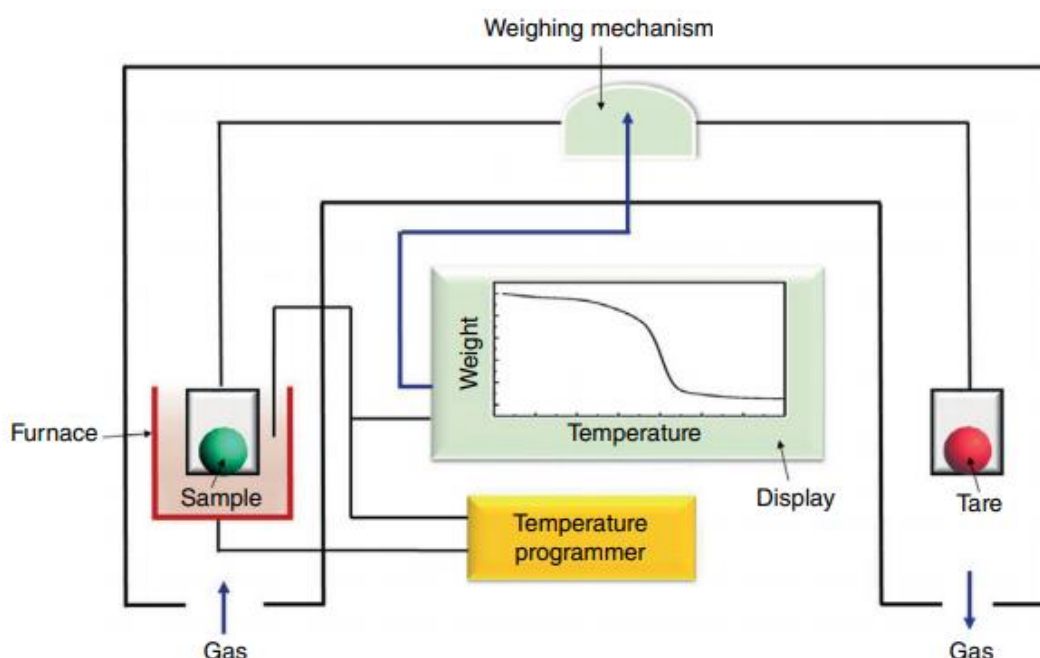 Weighing mechanism
Weight
Temperature
Furnace
Sample
Display
Tare
Temperature
programmer
Gas
Gas